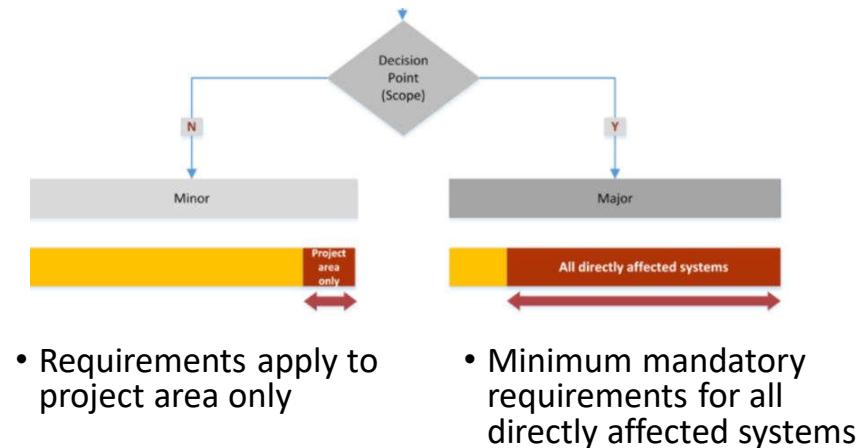 Decision
Point
(Scope)
N
Y
Minor
Major
Project
area
only
All directly affected systems
• Requirements apply to
project area only
• Minimum mandatory
requirements for all
directly affected systems